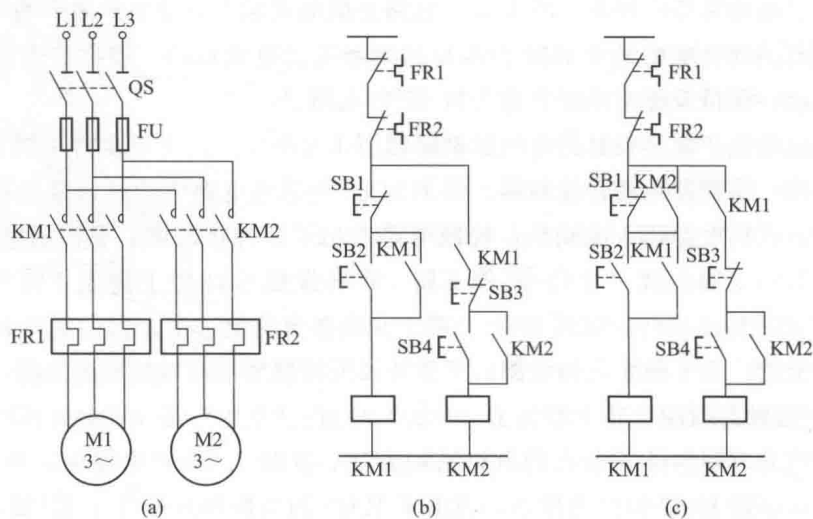 L1 L2 L3
QS
FU
KM1
KM2
FR1
FR2
M1
3~
M2
3~
(a)
FR1
FR2
SB1
SB2
KM1
KM1
SB3
SB4
KM2
KM1
KM2
(b)
FR1
FR2
SB1
KM2
KM1
SB2
KM1
SB3
SB4
KM2
KM1
KM2
(c)